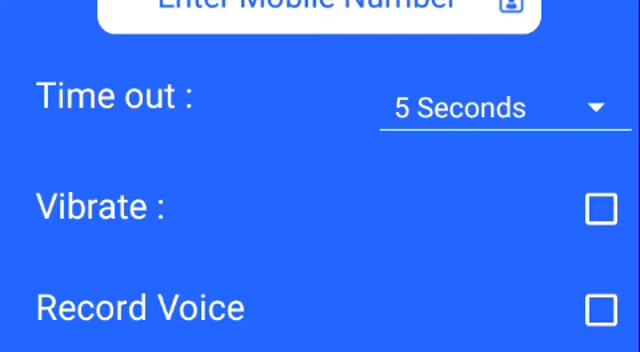 Enter Mobile Number
Time out :
5 Seconds
Vibrate :
Record Voice